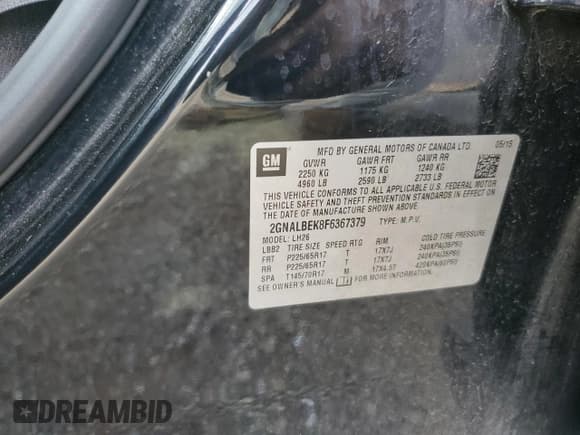 GM
MFD BY GENERAL MOTORS OF CANADA LTD. 05/15
GVWR GAWR FRT GAWR RR
2250 KG 1175 KG 1240 KG
4960 LB 2590 LB 2733 LB
THIS VEHICLE CONFORMS TO ALL APPLICABLE U.S. FEDERAL MOTOR
VEHICLE SAFETY AND THEFT PREVENTION STANDARDS IN EFFECT ON
THE DATE OF MANUFACTURE SHOWN ABOVE.
2GNALBEK8F6367379 TYPE: M.P.V.
MODEL: LH26
LBB2 TIRE SIZE SPEED RTG RIM COLD TIRE PRESSURE
FRT P225/65R17 T 17X7J 240KPA(35PSI)
RR P225/65R17 T 17X7J 240KPA(35PSI)
SPA T145/70R17 M 17X4.5T 420KPA(60PSI)
SEE OWNER'S MANUAL FOR MORE INFORMATION.
DREAMBID